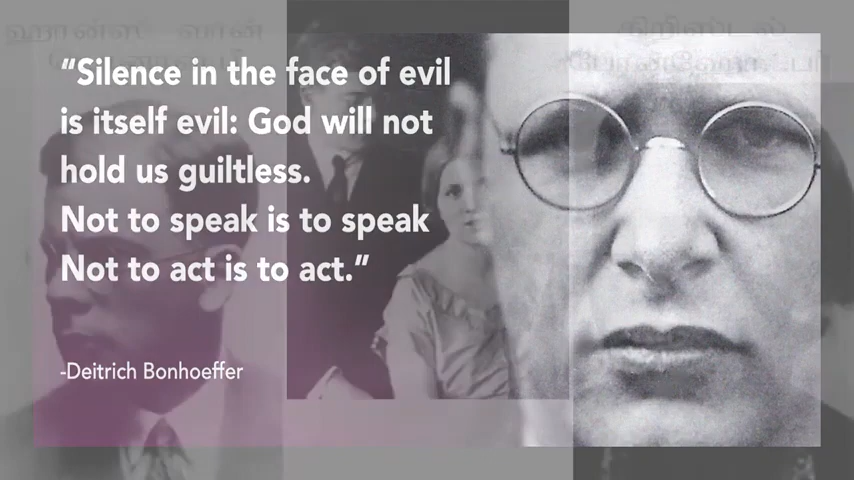 ஹான்ஸ் வான்
கிறிஸ்டல்
“Silence in the face of evil
is itself evil: God will not
hold us guiltless.
Not to speak is to speak
Not to act is to act.”
-Deitrich Bonhoeffer